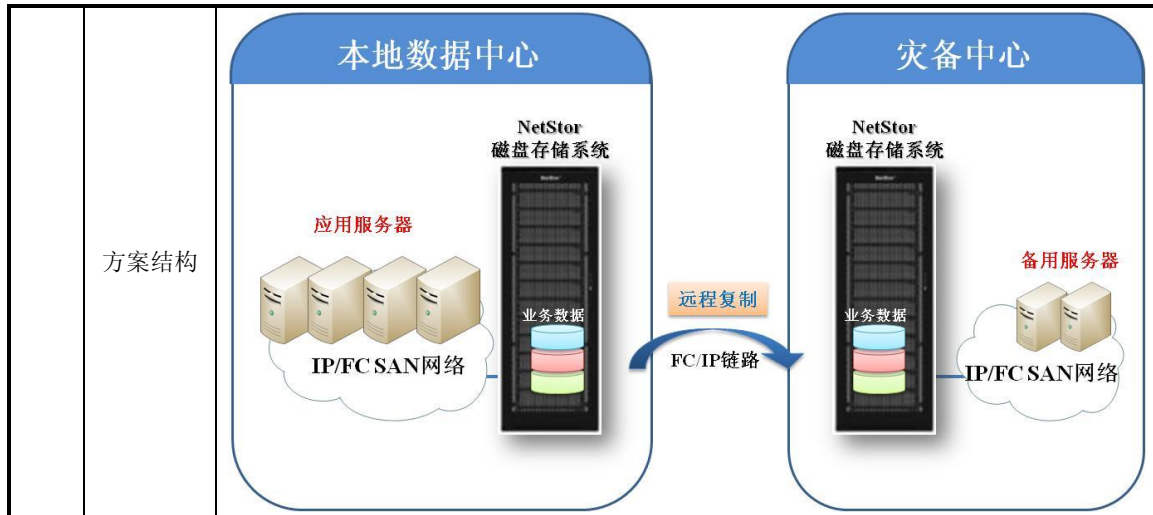 方案结构
本地数据中心
NetStor
磁盘存储系统
应用服务器
业务数据
IP/FC SAN网络
远程复制
FC/IP链路
灾备中心
NetStor
磁盘存储系统
备用服务器
业务数据
IP/FC SAN网络